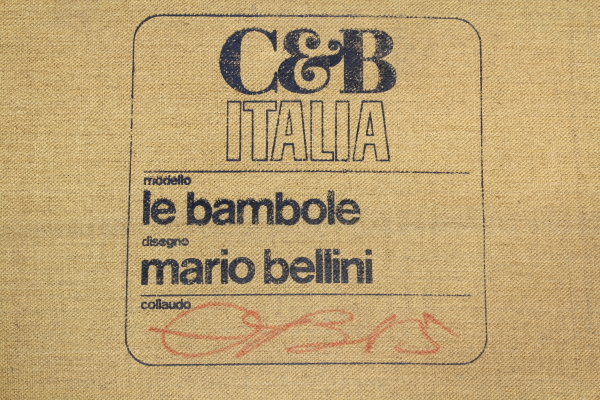 C&B
ITALIA
modello
le bambole
disegno
mario bellini
collaudo